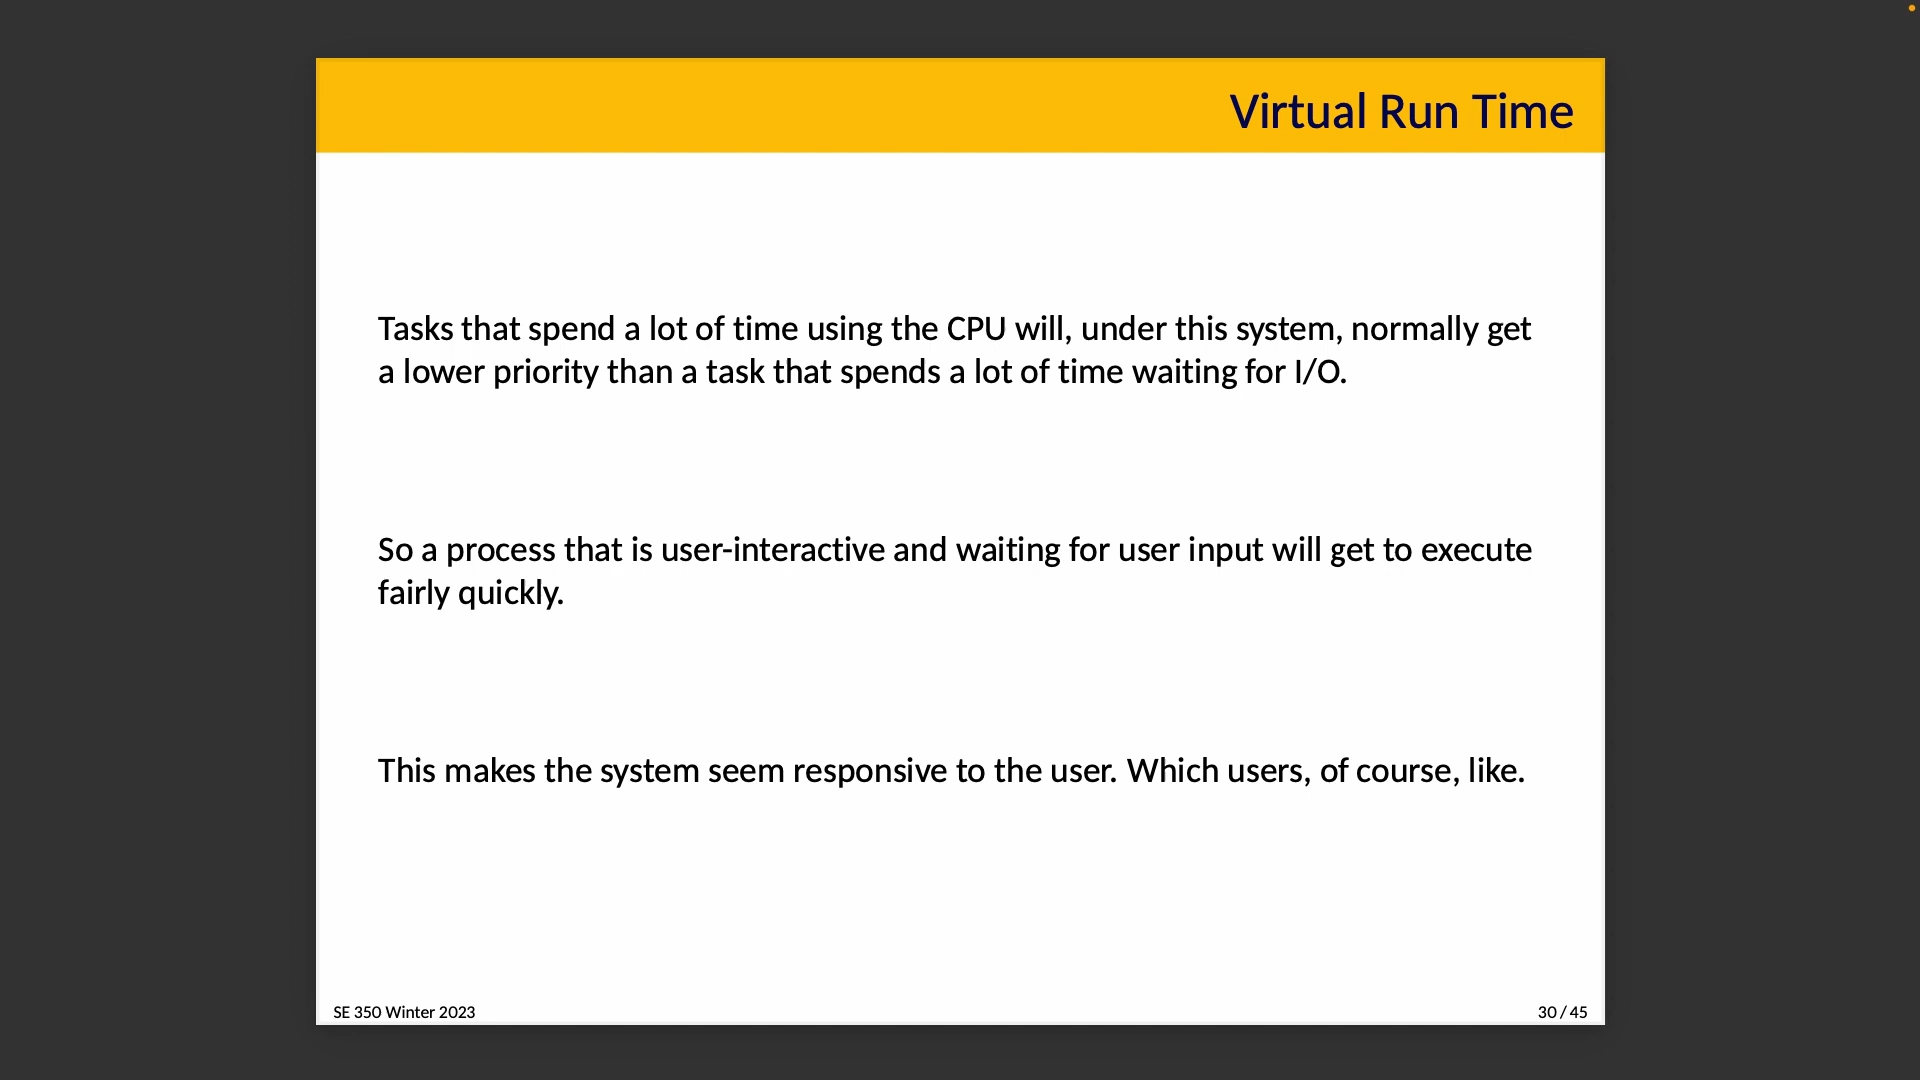 Virtual Run Time
Tasks that spend a lot of time using the CPU will, under this system, normally get
a lower priority than a task that spends a lot of time waiting for I/O.
So a process that is user-interactive and waiting for user input will get to execute
fairly quickly.
This makes the system seem responsive to the user. Which users, of course, like.
SE 350 Winter 2023
30 / 45